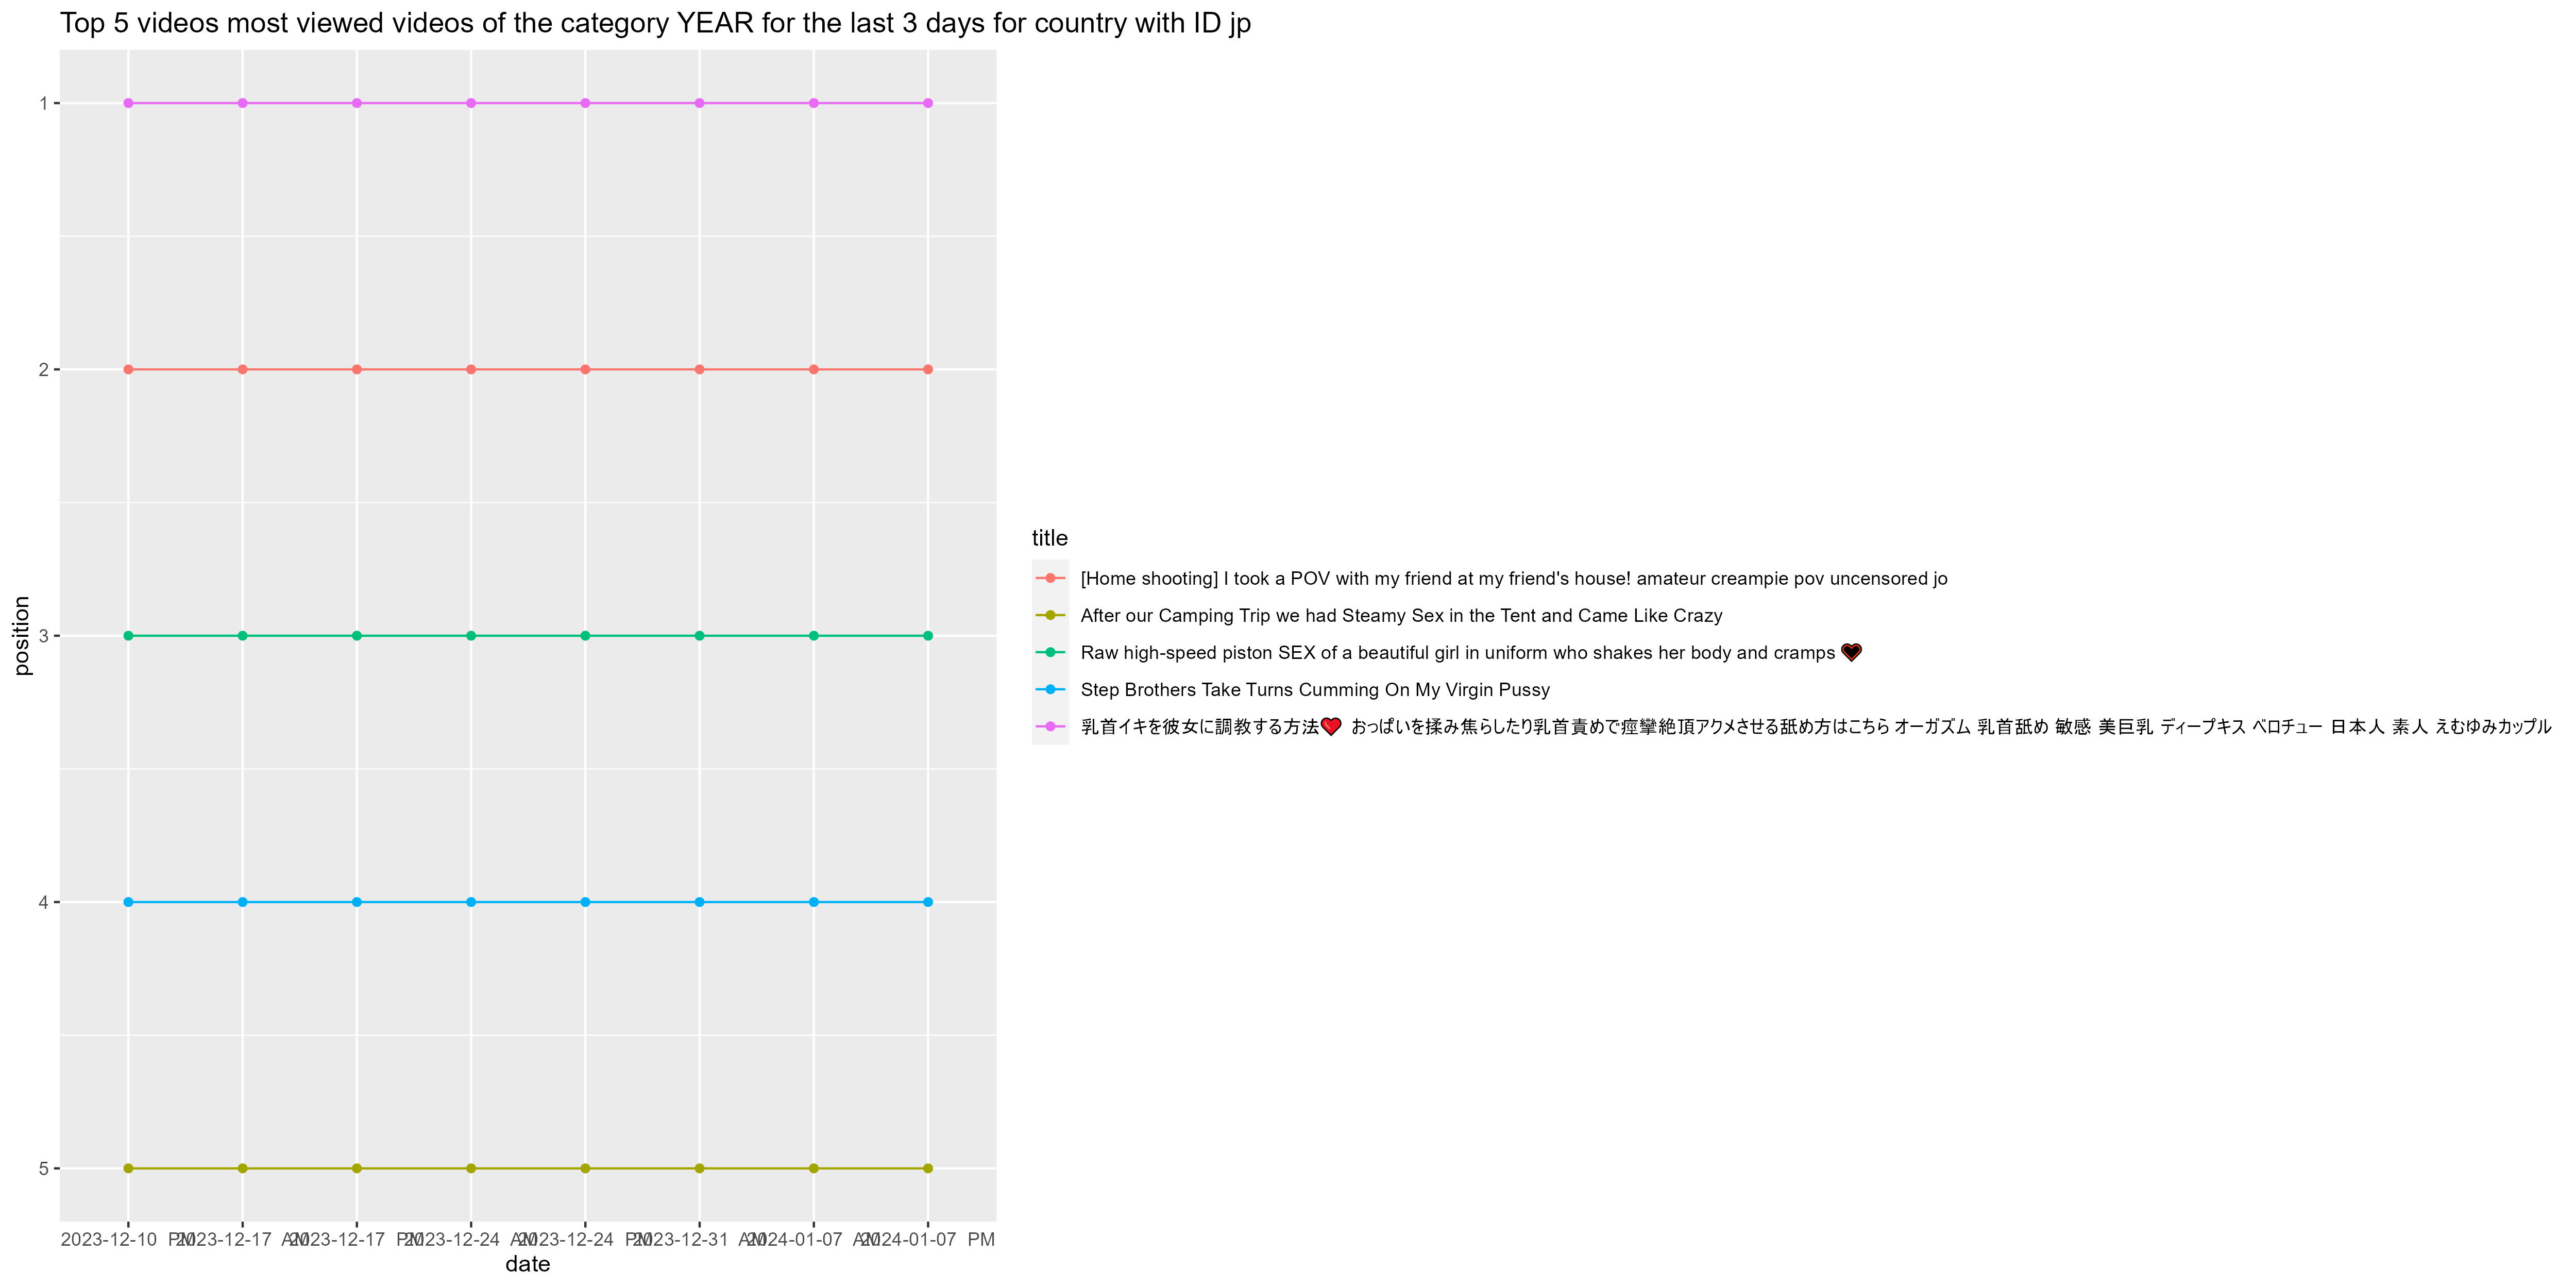 Top 5 videos most viewed videos of the category YEAR for the last 3 days for country with ID jp
position
1
2
3
4
5
2023-12-10 PM
2023-12-17 AM
2023-12-17 PM
2023-12-24 AM
2023-12-24 PM
2023-12-31 AM
2024-01-07 AM
2024-01-07 PM
date
title
[Home shooting] I took a POV with my friend at my friend's house! amateur creampie pov uncensored jo
After our Camping Trip we had Steamy Sex in the Tent and Came Like Crazy
Raw high-speed piston SEX of a beautiful girl in uniform who shakes her body and cramps 🖤
Step Brothers Take Turns Cumming On My Virgin Pussy
乳首イキを彼女に調教する方法❤️ おっぱいを揉み焦らしたり乳首責めで痙攣絶頂アクメさせる舐め方はこちら オーガズム 乳首舐め 敏感 美巨乳 ディープキス ベロチュー 日本人 素人 えむゆみカップル